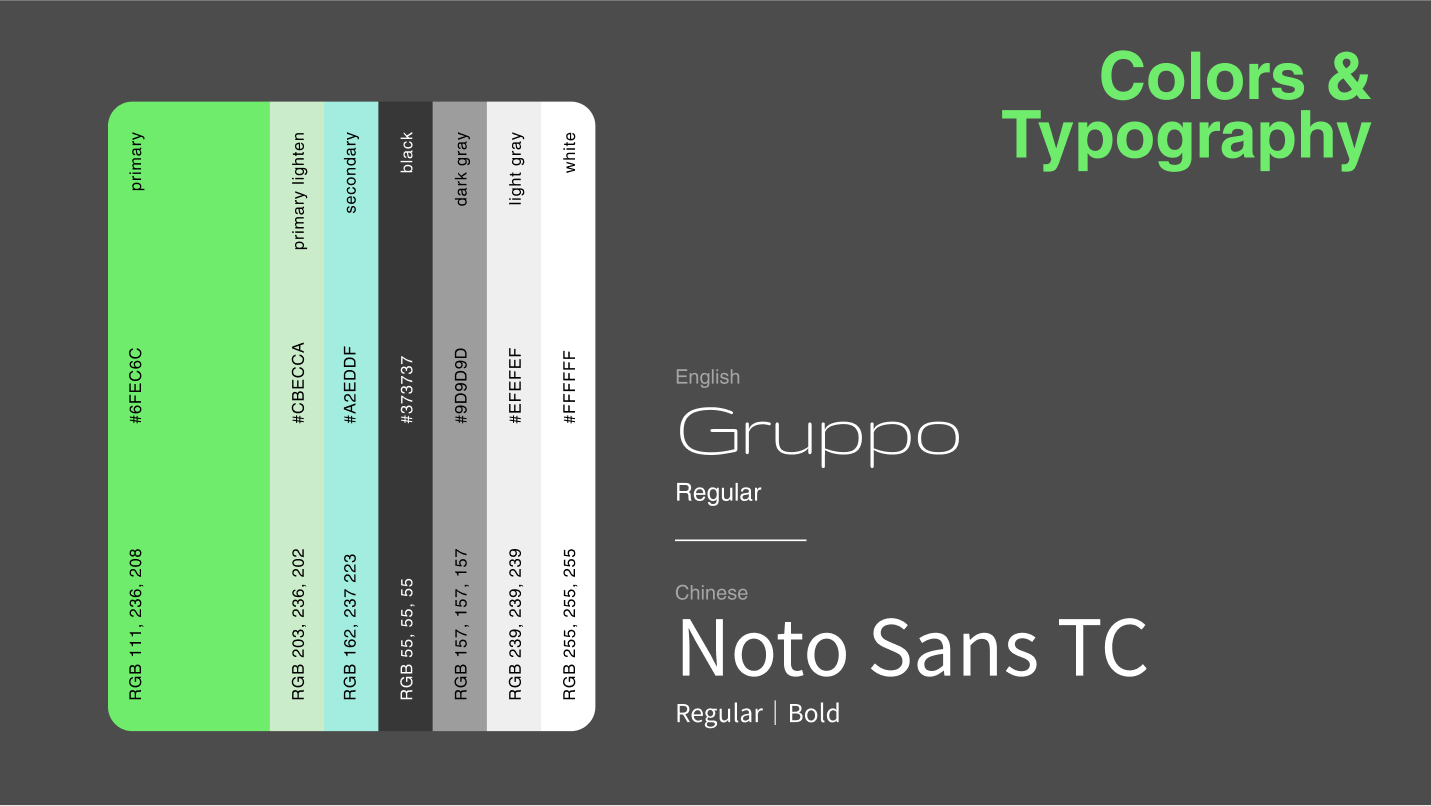 Colors &
Typography
primary
#6FEC6C
RGB 111, 236, 208
primary lighten
#CBECCA
RGB 203, 236, 202
secondary
#A2EDDF
RGB 162, 237 223
black
#373737
RGB 55, 55, 55
dark gray
#9D9D9D
RGB 157, 157, 157
light gray
#EFEFEF
RGB 239, 239, 239
white
#FFFFFF
RGB 255, 255, 255
English
Gruppo
Regular
Chinese
Noto Sans TC
Regular | Bold